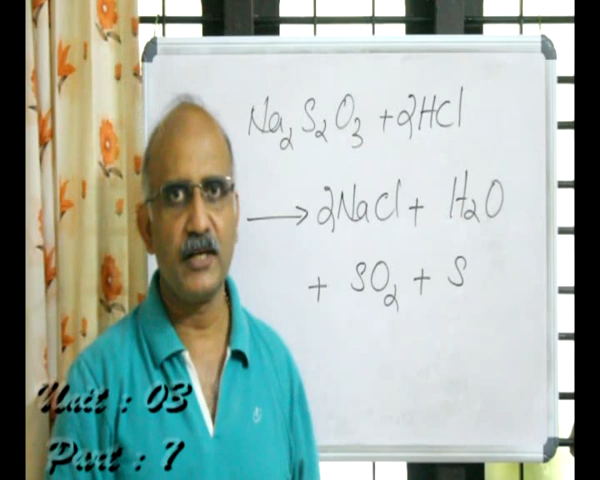 Na₂S₂O₃ + 2HCl
⟶ 2NaCl + H₂O
+ SO₂ + S
Unit : 03
Part : 7